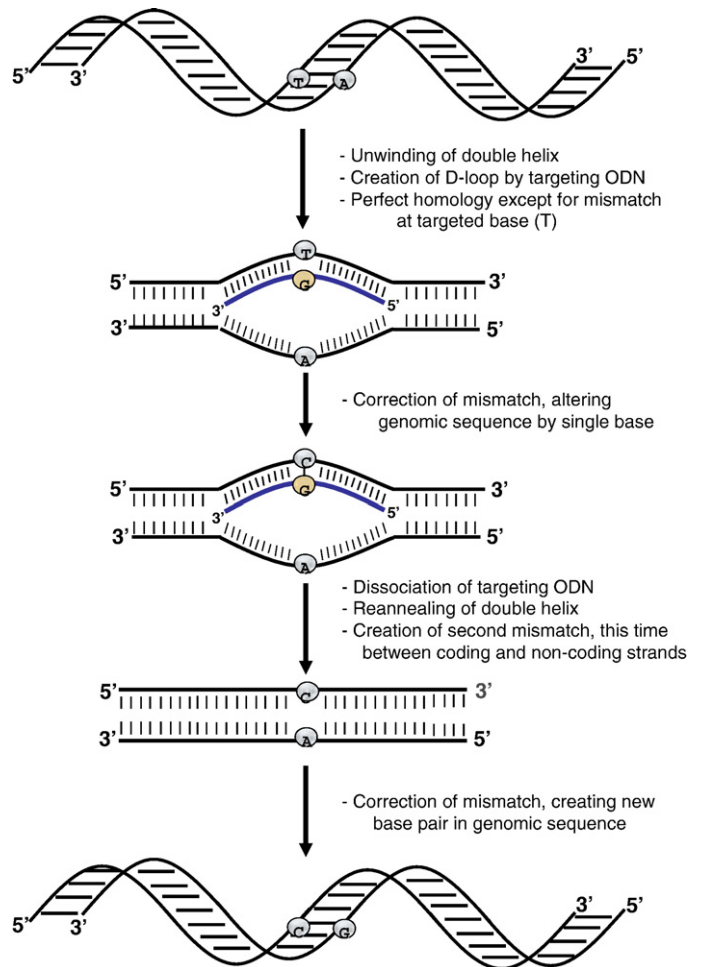 3’ 5’
5’ 3’
T A
- Unwinding of double helix
- Creation of D-loop by targeting ODN
- Perfect homology except for mismatch
at targeted base (T)
T
5’ 3’
G
3’ 5’
3’ 5’
A
- Correction of mismatch, altering
genomic sequence by single base
C
5’ 3’
G
3’ 5’
3’ 5’
A
- Dissociation of targeting ODN
- Reannealing of double helix
- Creation of second mismatch, this time
between coding and non-coding strands
5’ C 3’
3’ A 5’
- Correction of mismatch, creating new
base pair in genomic sequence
3’ 5’
5’ 3’
C G